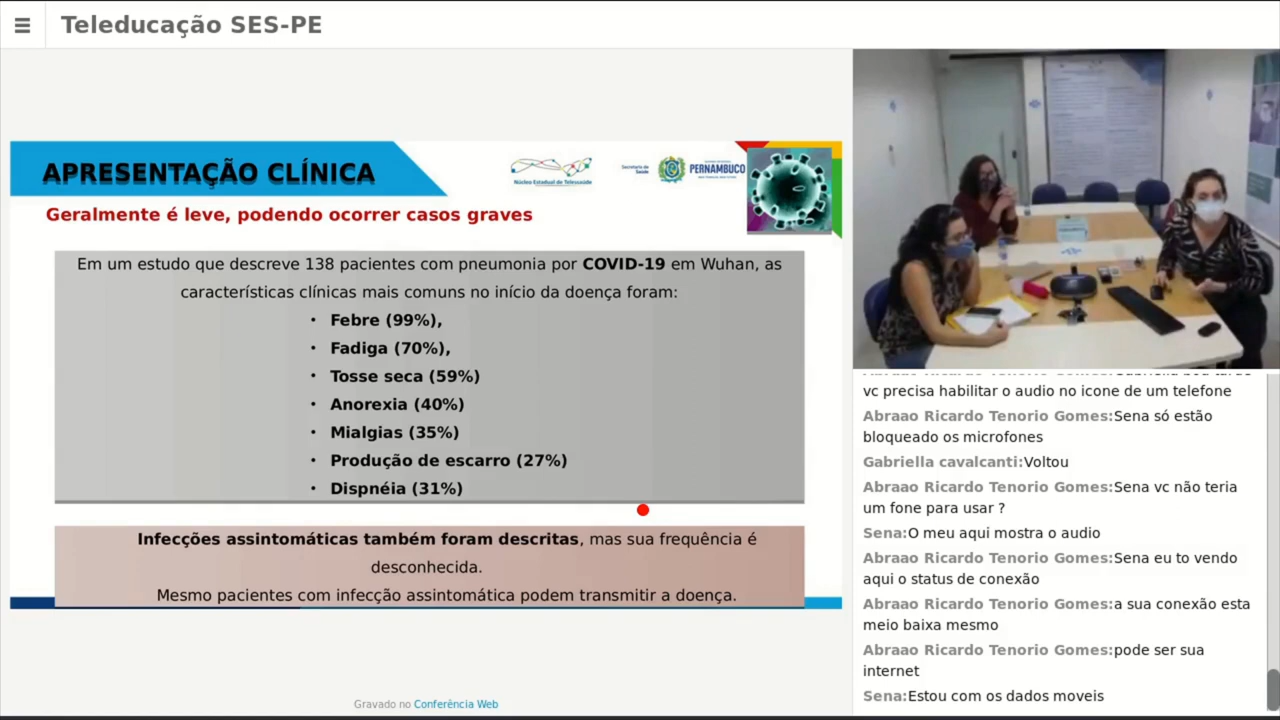 Teleducação SES-PE
APRESENTAÇÃO CLÍNICA
Núcleo Estadual de Telessaúde
Secretaria de
Saúde
PERNAMBUCO
Geralmente é leve, podendo ocorrer casos graves
Em um estudo que descreve 138 pacientes com pneumonia por COVID-19 em Wuhan, as
características clínicas mais comuns no início da doença foram:
• Febre (99%),
• Fadiga (70%),
• Tosse seca (59%)
• Anorexia (40%)
• Mialgias (35%)
• Produção de escarro (27%)
• Dispnéia (31%)
Infecções assintomáticas também foram descritas, mas sua frequência é
desconhecida.
Mesmo pacientes com infecção assintomática podem transmitir a doença.
Gravado no Conferência Web
vc precisa habilitar o audio no icone de um telefone
Abraao Ricardo Tenorio Gomes:Sena só estão
bloqueado os microfones
Gabriella cavalcanti:Voltou
Abraao Ricardo Tenorio Gomes:Sena vc não teria
um fone para usar ?
Sena:O meu aqui mostra o audio
Abraao Ricardo Tenorio Gomes:Sena eu to vendo
aqui o status de conexão
Abraao Ricardo Tenorio Gomes:a sua conexão esta
meio baixa mesmo
Abraao Ricardo Tenorio Gomes:pode ser sua
internet
Sena:Estou com os dados moveis